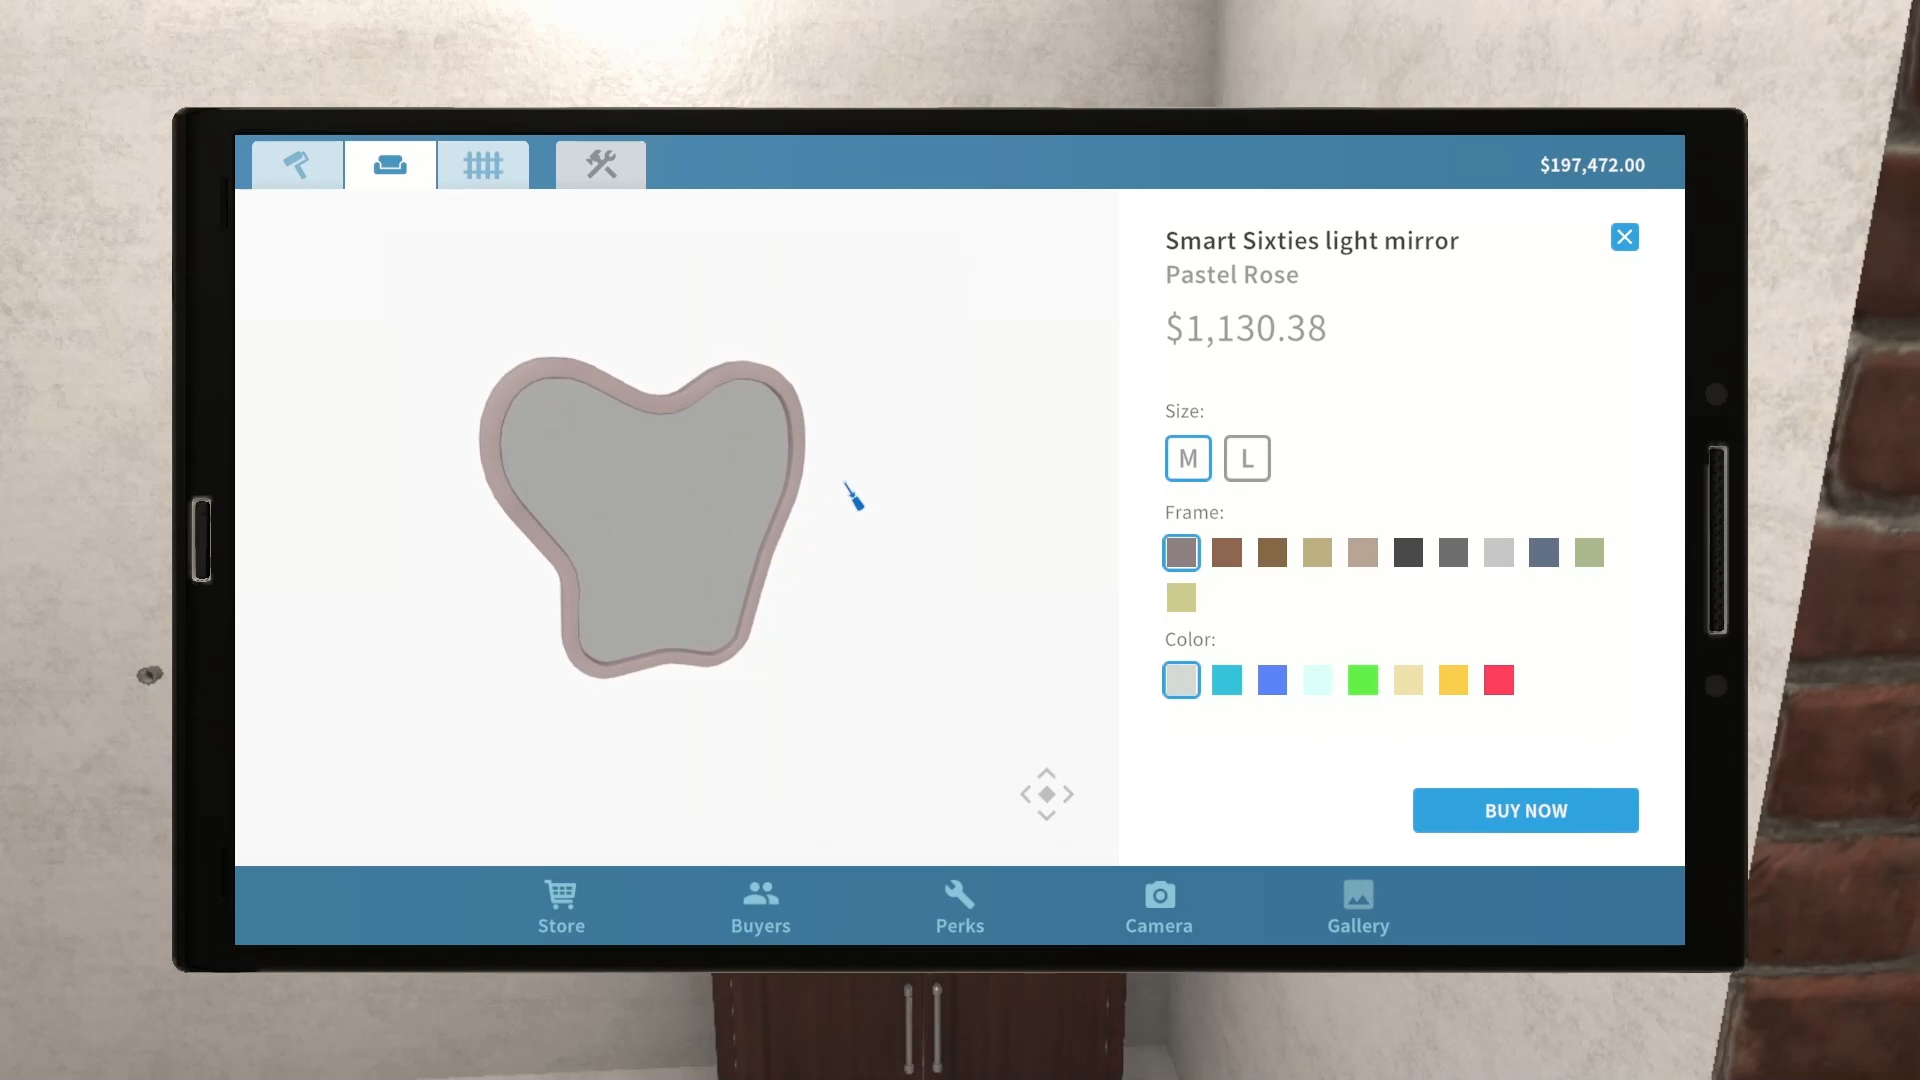 $197,472.00
Smart Sixties light mirror
Pastel Rose
$1,130.38
Size:
M L
Frame:
Color:
BUY NOW
Store Buyers Perks Camera Gallery